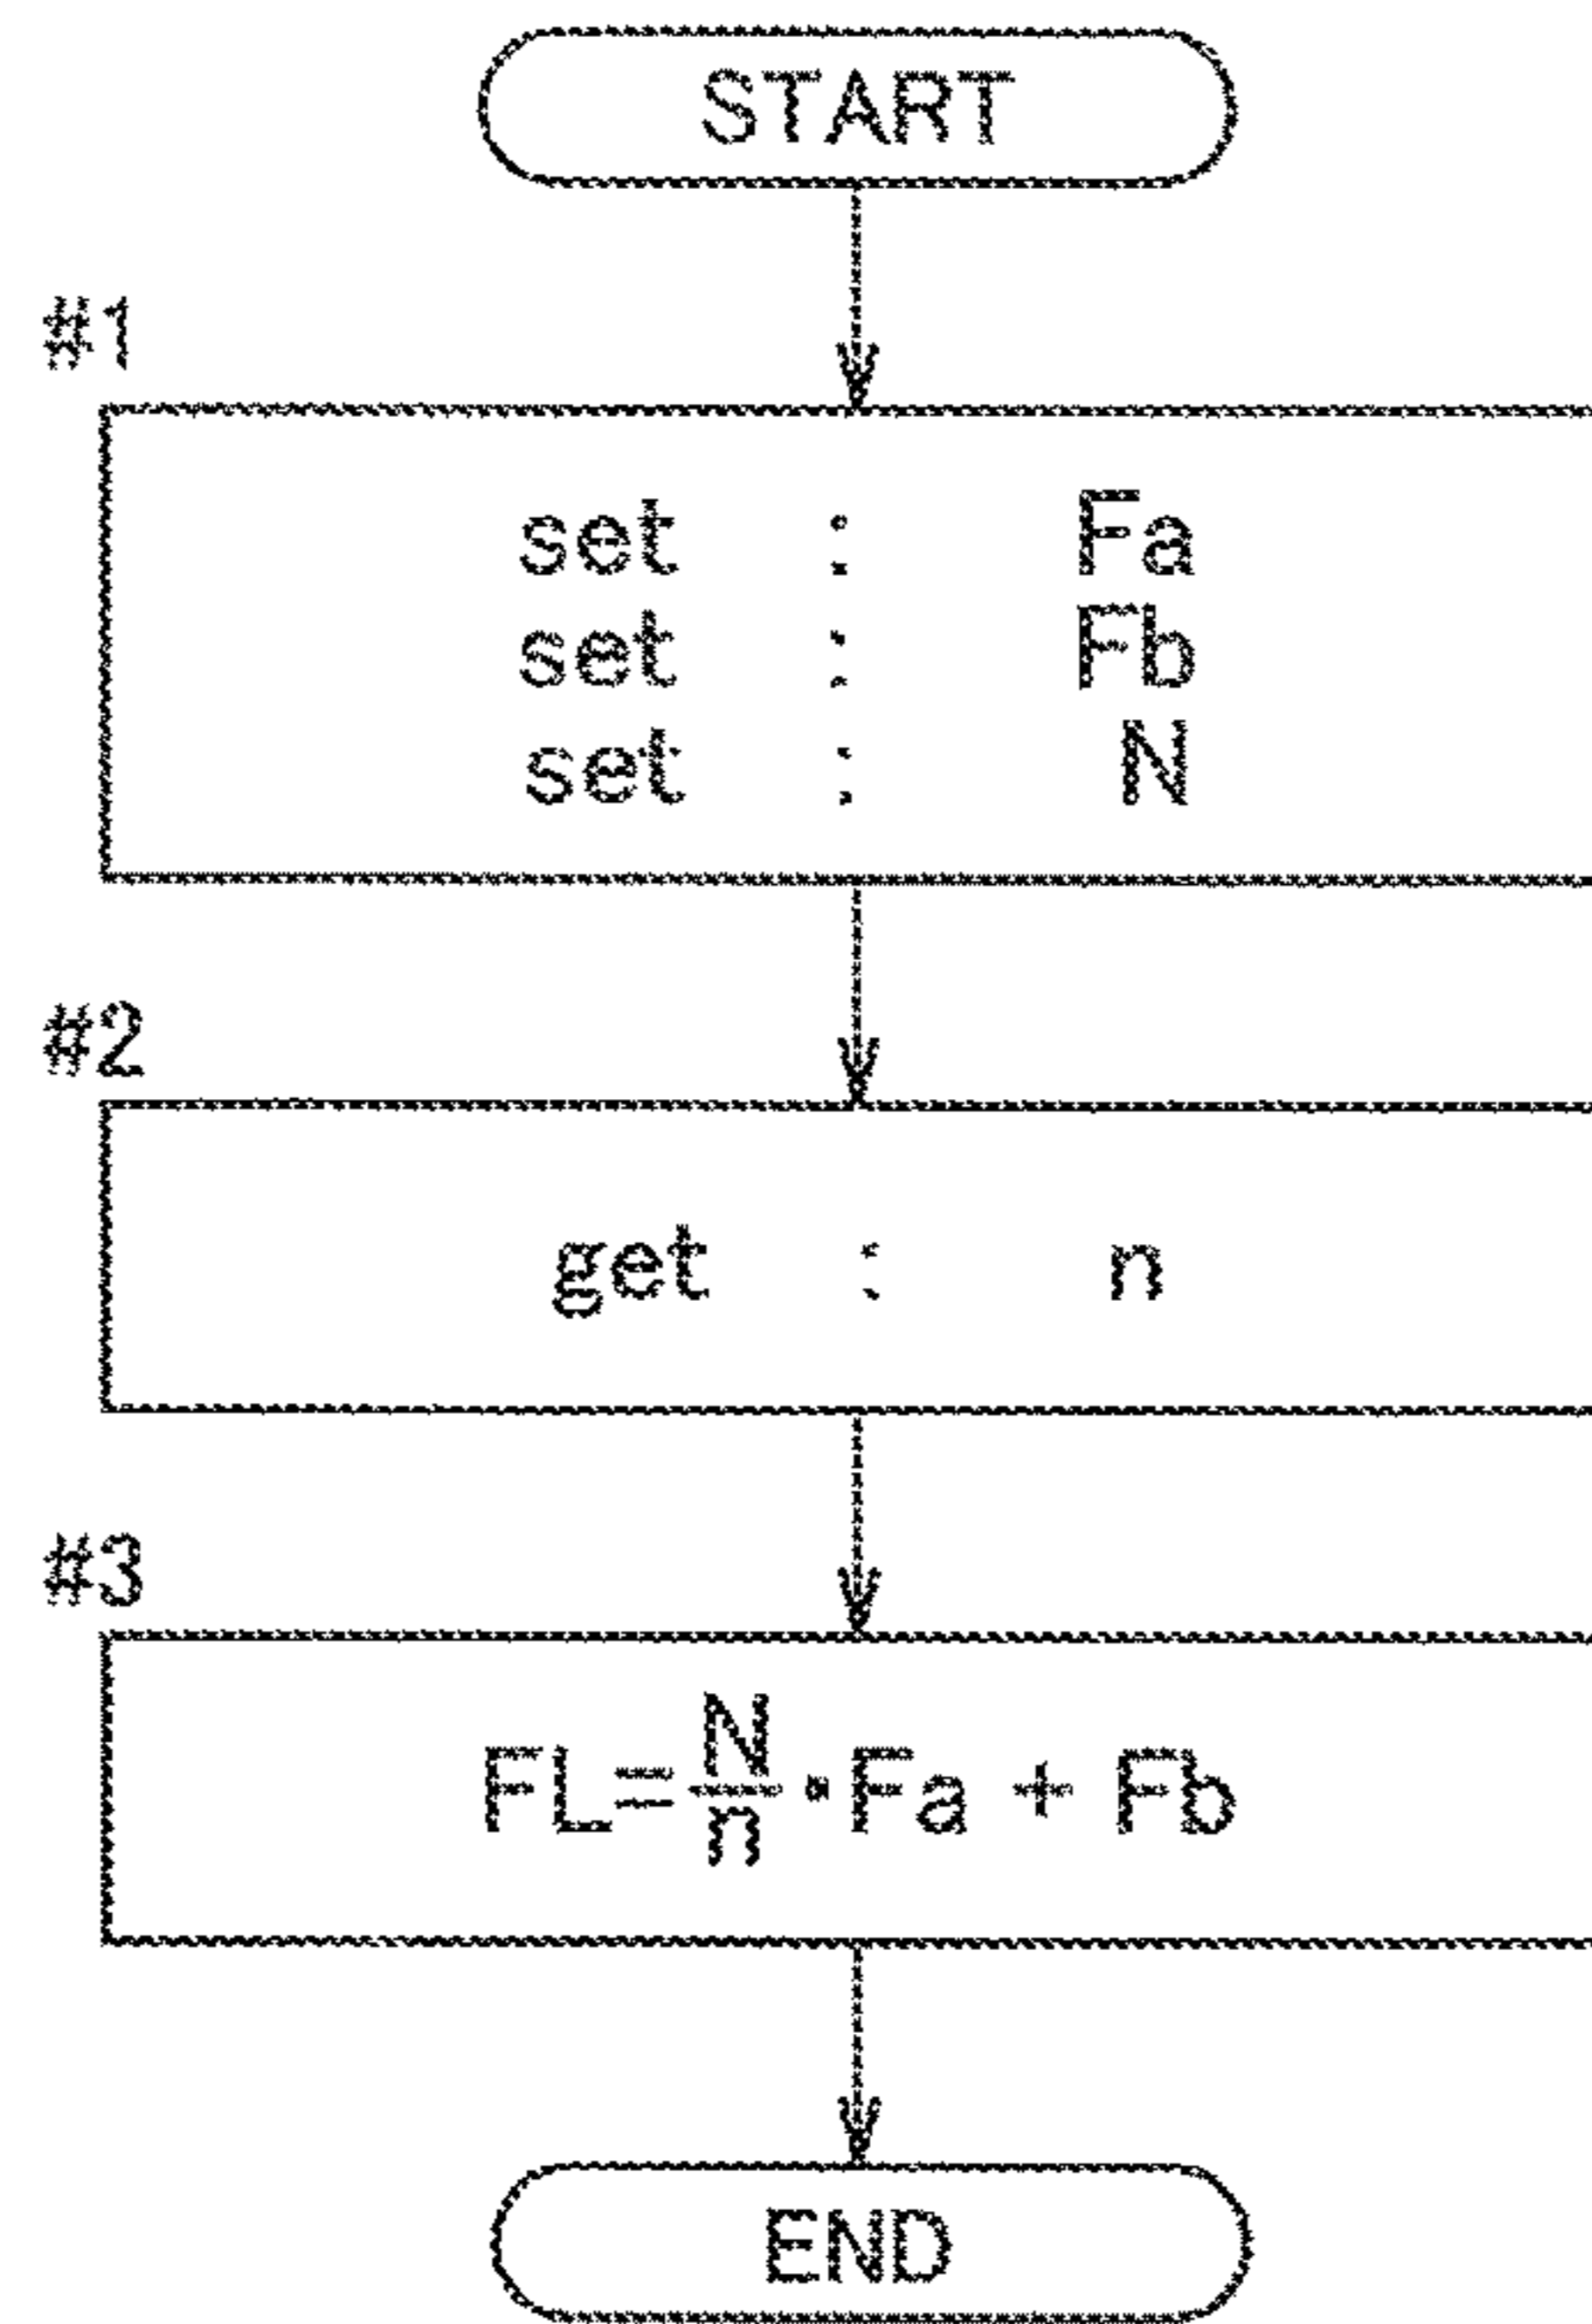 START
#1
set : Fa
set : Fb
set : N
#2
get : n
#3
FL=N/n·Fa + Fb
END